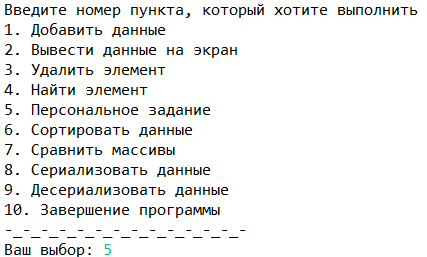 Введите номер пункта, который хотите выполнить
1. Добавить данные
2. Вывести данные на экран
3. Удалить элемент
4. Найти элемент
5. Персональное задание
6. Сортировать данные
7. Сравнить массивы
8. Сериализовать данные
9. Десериализовать данные
10. Завершение программы
-_-_-_-_-_-_-_-_-_-_-_-_-_-
Ваш выбор: 5